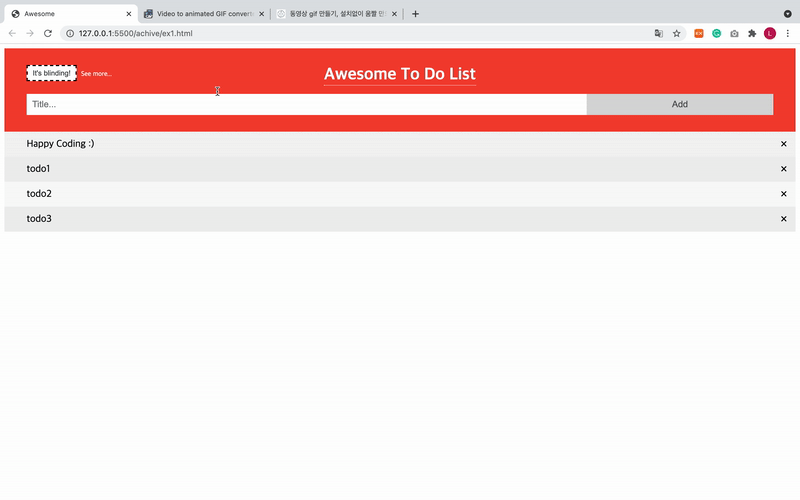 Awesome
Video to animated GIF converte
동영상 gif 만들기, 설치없이 움짤 만
127.0.0.1:5500/achive/ex1.html
L
It's blinding!
See more...
Awesome To Do List
Title...
Add
Happy Coding :)
todo1
todo2
todo3